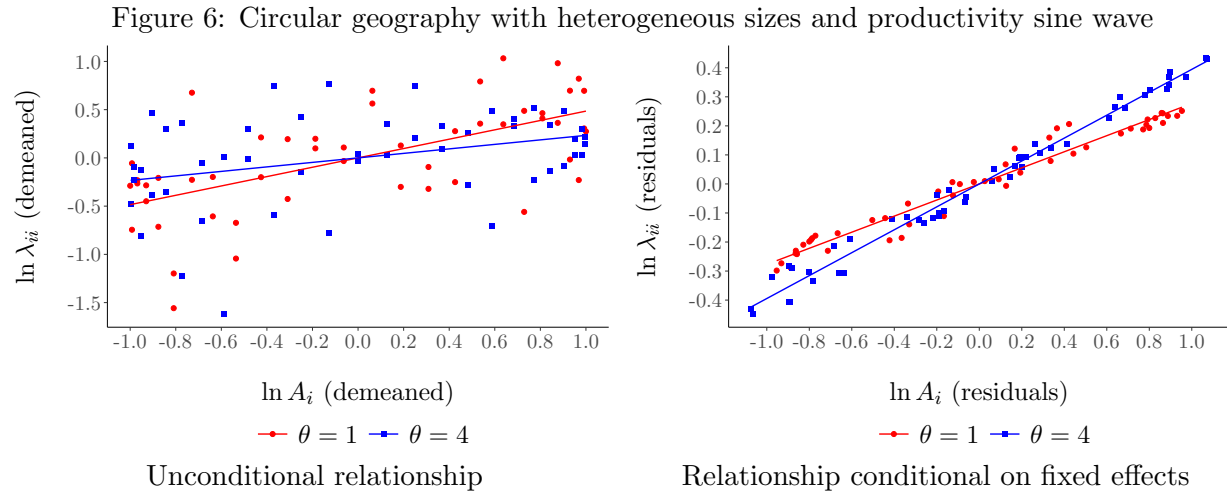 Figure 6: Circular geography with heterogeneous sizes and productivity sine wave
ln λii (demeaned)
1.0
0.5
0.0
-0.5
-1.0
-1.5
-1.0 -0.8 -0.6 -0.4 -0.2 0.0 0.2 0.4 0.6 0.8 1.0
ln Ai (demeaned)
θ = 1 θ = 4
Unconditional relationship
ln λii (residuals)
0.4
0.3
0.2
0.1
0.0
-0.1
-0.2
-0.3
-0.4
-1.0 -0.8 -0.6 -0.4 -0.2 0.0 0.2 0.4 0.6 0.8 1.0
ln Ai (residuals)
θ = 1 θ = 4
Relationship conditional on fixed effects